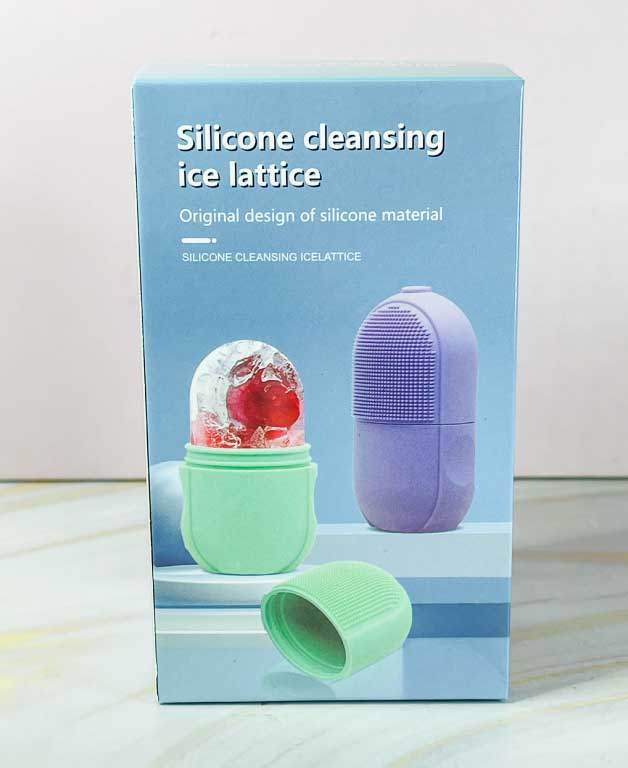 Silicone cleansing
ice lattice
Original design of silicone material
SILICONE CLEANSING ICELATTICE